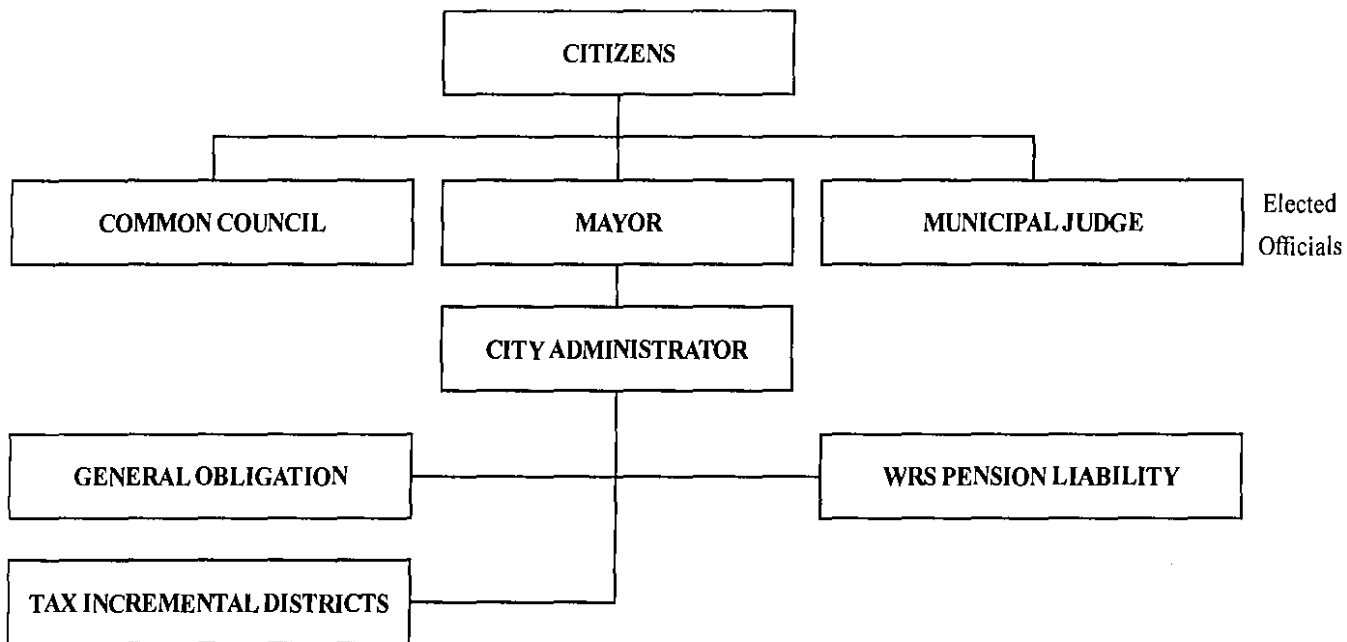 CITIZENS
COMMON COUNCIL
MAYOR
MUNICIPAL JUDGE
Elected
Officials
CITY ADMINISTRATOR
GENERAL OBLIGATION
WRS PENSION LIABILITY
TAX INCREMENTAL DISTRICTS